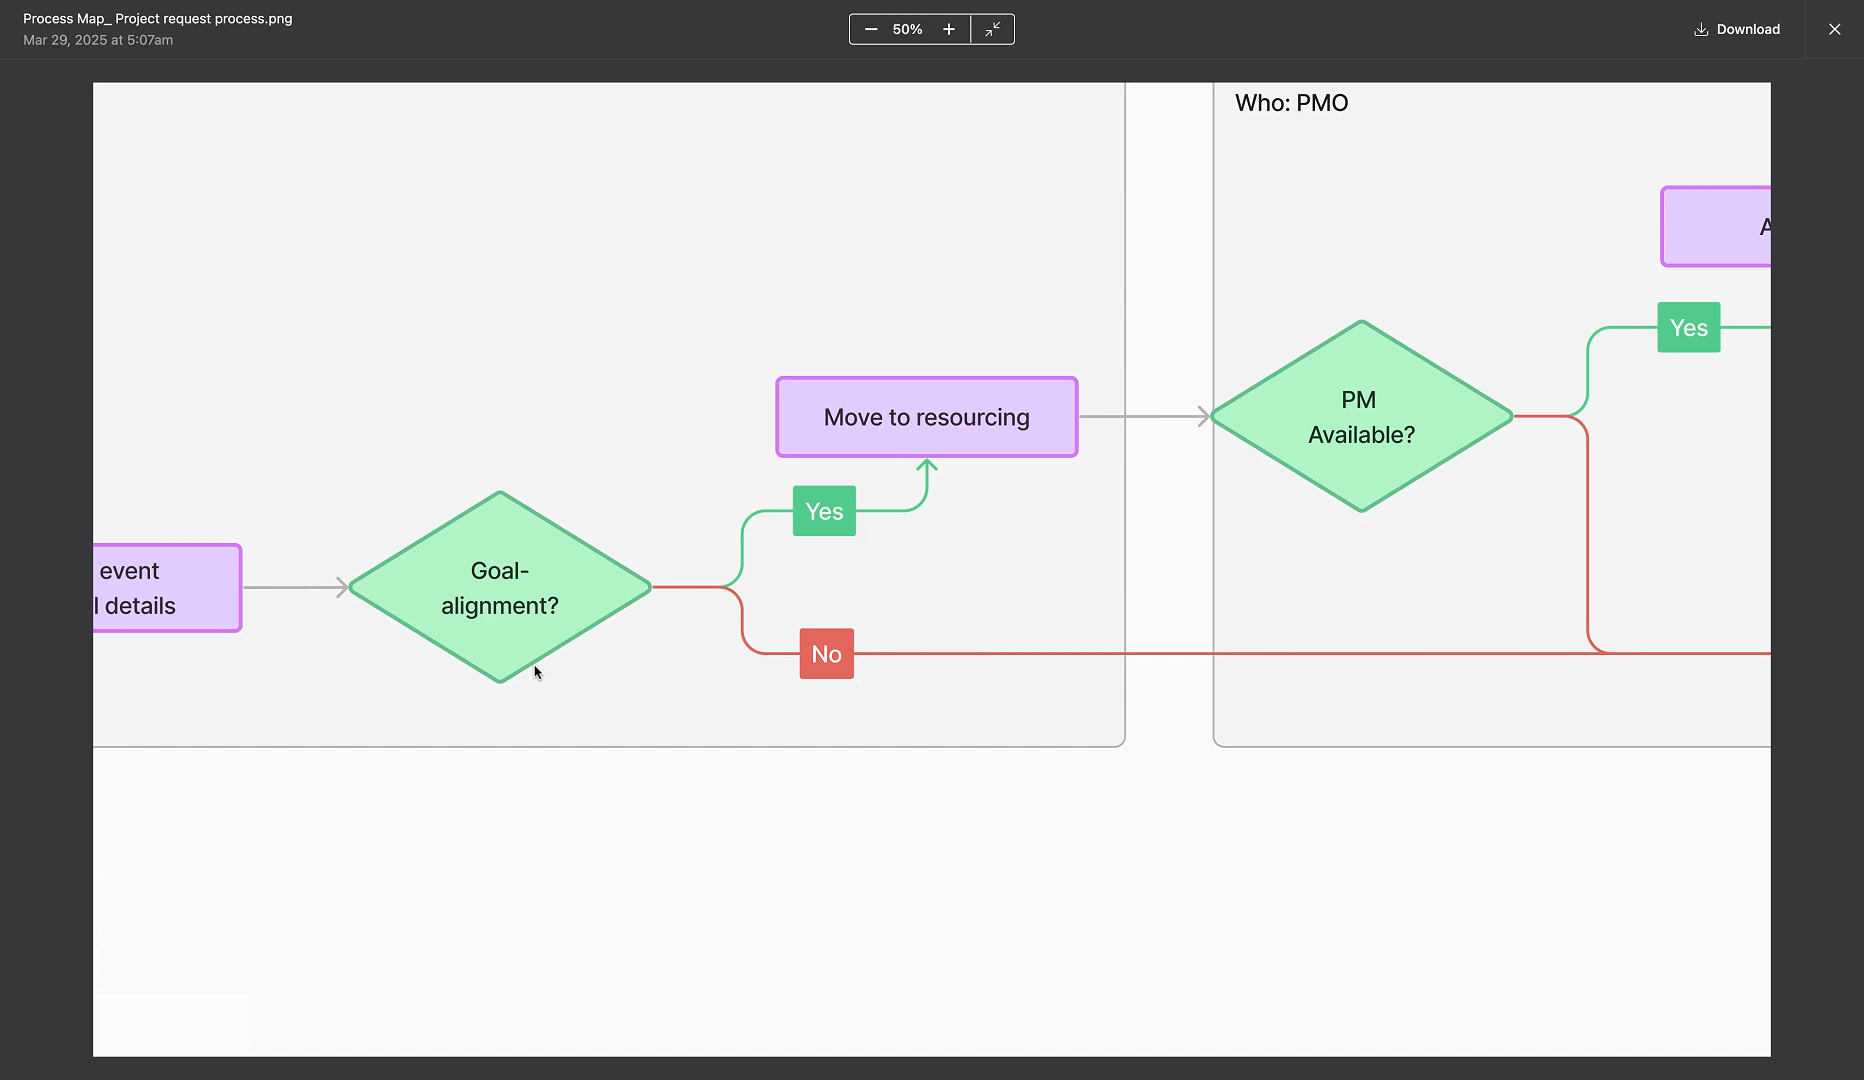 Process Map_ Project request process.png
Mar 29, 2025 at 5:07am
50%
Download
Who: PMO
A
Yes
PM
Available?
Move to resourcing
Yes
event
l details
Goal-
alignment?
No